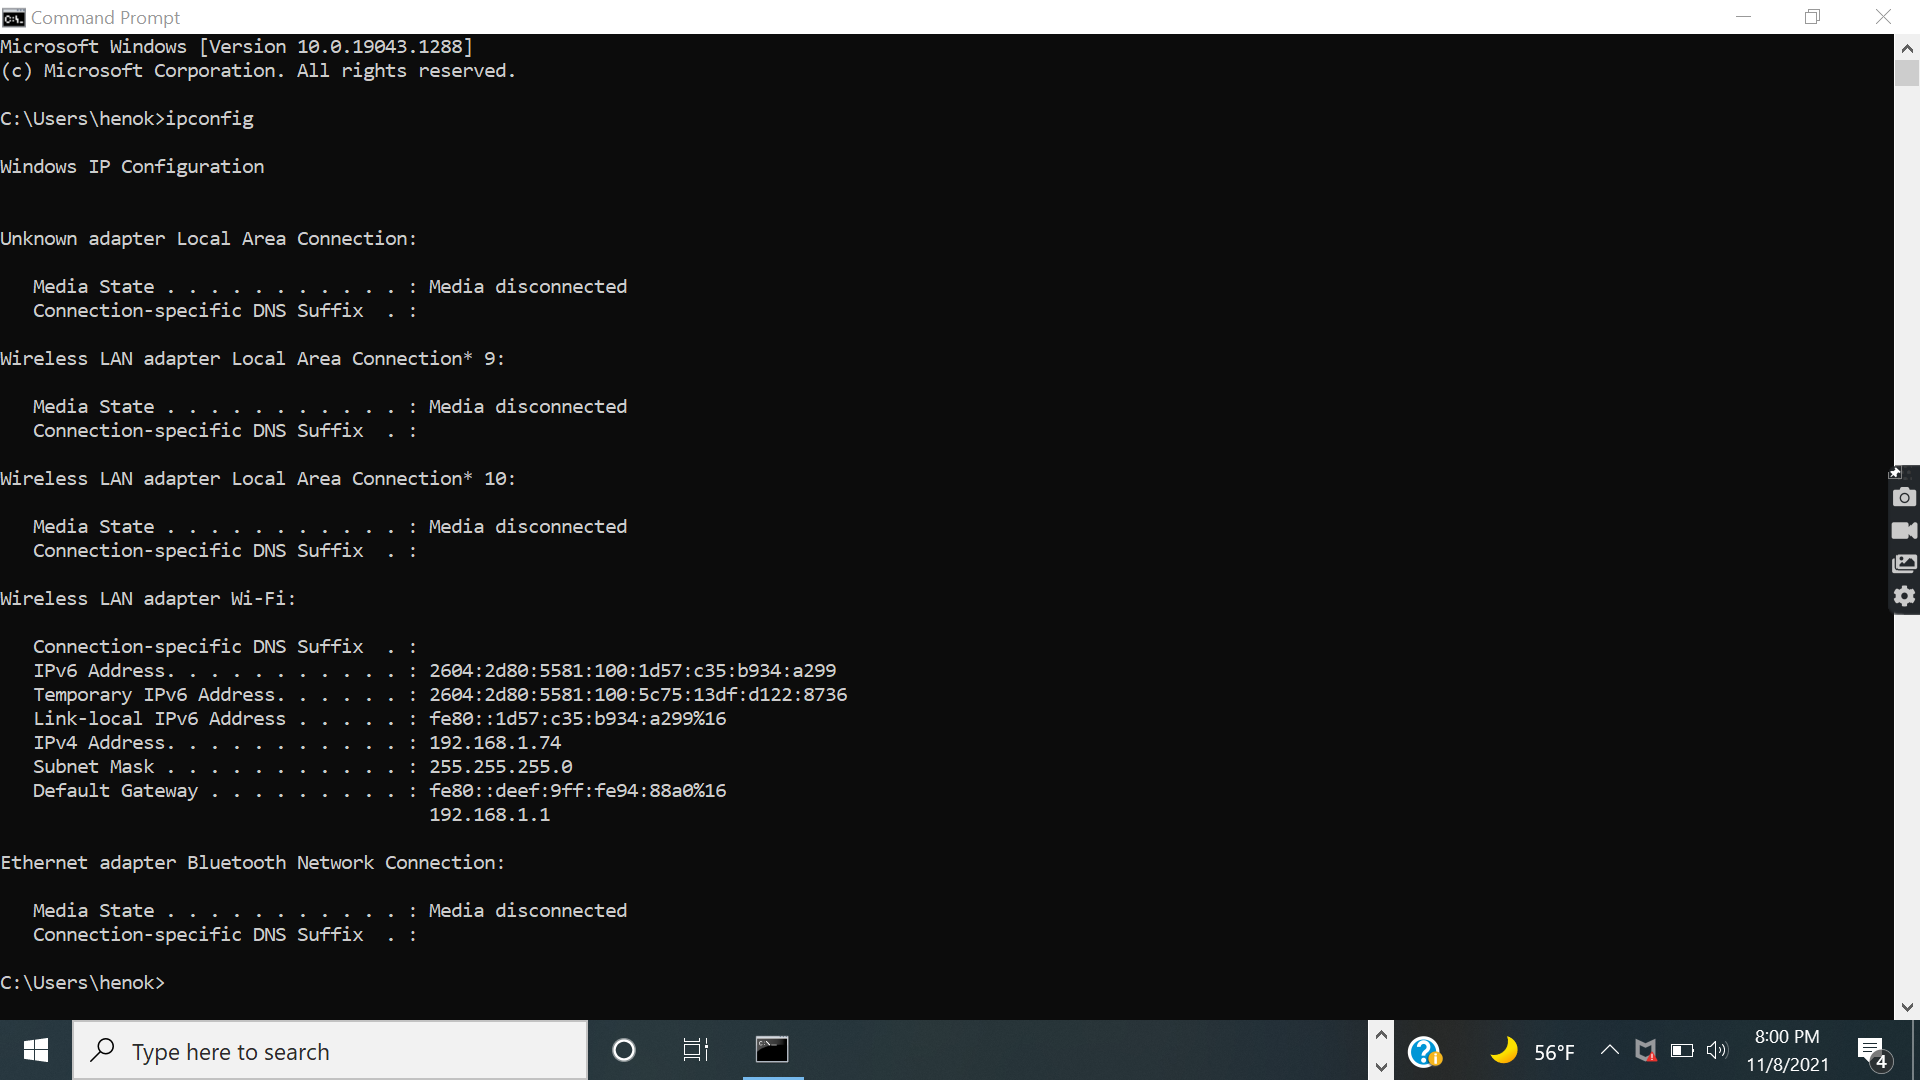 Command Prompt
Microsoft Windows [Version 10.0.19043.1288]
(c) Microsoft Corporation. All rights reserved.
C:\Users\henok>ipconfig
Windows IP Configuration
Unknown adapter Local Area Connection:
Media State . . . . . . . . . . . : Media disconnected
Connection-specific DNS Suffix  . :
Wireless LAN adapter Local Area Connection* 9:
Media State . . . . . . . . . . . : Media disconnected
Connection-specific DNS Suffix  . :
Wireless LAN adapter Local Area Connection* 10:
Media State . . . . . . . . . . . : Media disconnected
Connection-specific DNS Suffix  . :
Wireless LAN adapter Wi-Fi:
Connection-specific DNS Suffix  . :
IPv6 Address. . . . . . . . . . . : 2604:2d80:5581:100:1d57:c35:b934:a299
Temporary IPv6 Address. . . . . . : 2604:2d80:5581:100:5c75:13df:d122:8736
Link-local IPv6 Address . . . . . : fe80::1d57:c35:b934:a299%16
IPv4 Address. . . . . . . . . . . : 192.168.1.74
Subnet Mask . . . . . . . . . . . : 255.255.255.0
Default Gateway . . . . . . . . . : fe80::deef:9ff:fe94:88a0%16
192.168.1.1
Ethernet adapter Bluetooth Network Connection:
Media State . . . . . . . . . . . : Media disconnected
Connection-specific DNS Suffix  . :
C:\Users\henok>
Type here to search
56°F
8:00 PM
11/8/2021
4